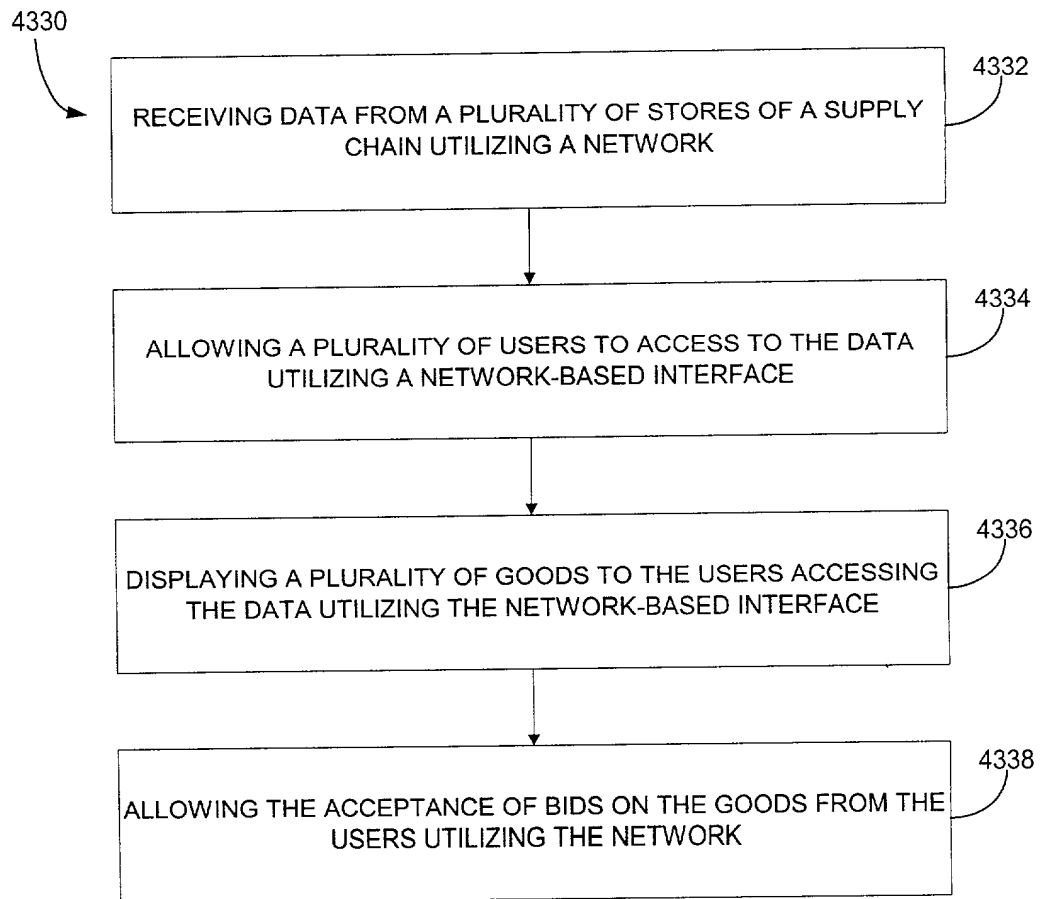 4330
4332
RECEIVING DATA FROM A PLURALITY OF STORES OF A SUPPLY
CHAIN UTILIZING A NETWORK
4334
ALLOWING A PLURALITY OF USERS TO ACCESS TO THE DATA
UTILIZING A NETWORK-BASED INTERFACE
4336
DISPLAYING A PLURALITY OF GOODS TO THE USERS ACCESSING
THE DATA UTILIZING THE NETWORK-BASED INTERFACE
4338
ALLOWING THE ACCEPTANCE OF BIDS ON THE GOODS FROM THE
USERS UTILIZING THE NETWORK